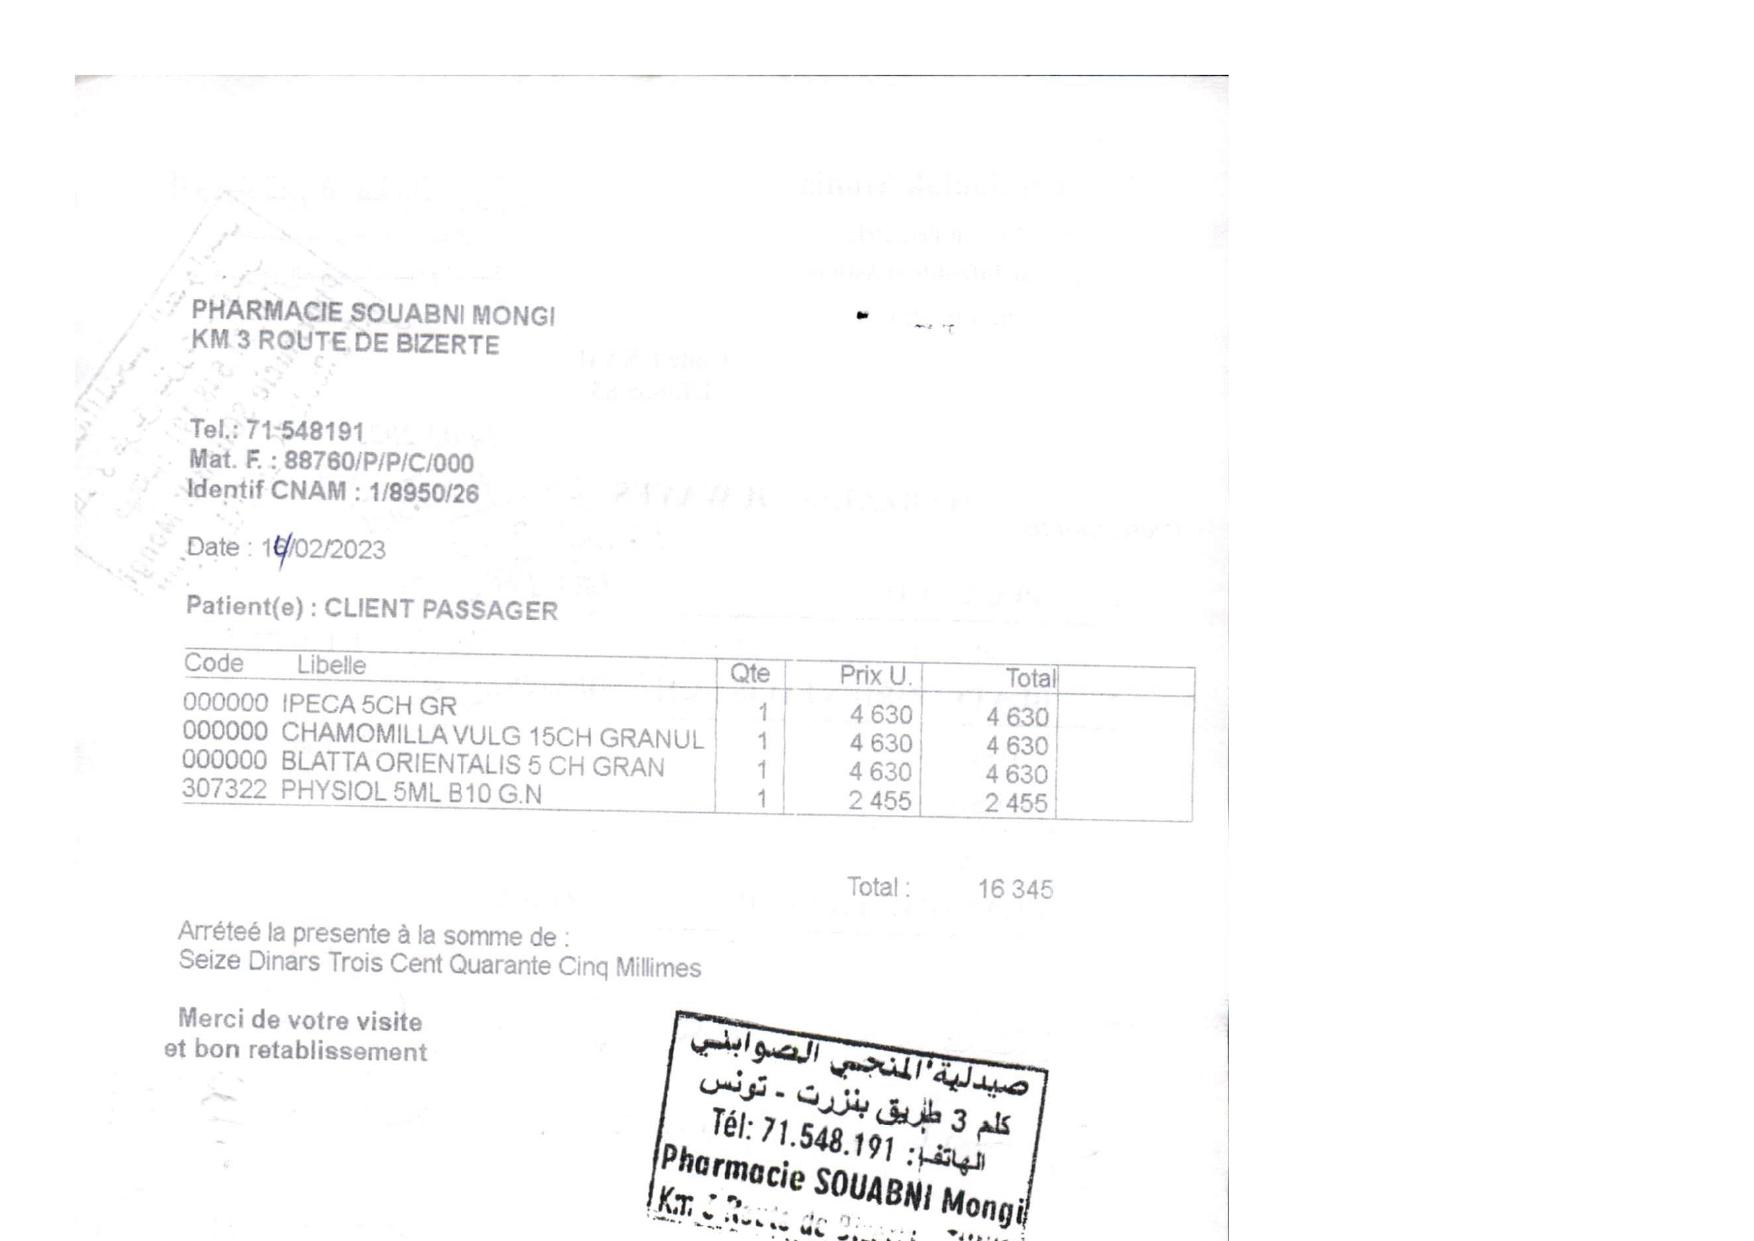 PHARMACIE SOUABNI MONGI
KM 3 ROUTE DE BIZERTE
Tel.: 71 548191
Mat. F. : 88760/P/P/C/000
Identif CNAM : 1/8950/26
Date : 14/02/2023
Patient(e) : CLIENT PASSAGER
Code Libelle Qte Prix U. Total
000000 IPECA 5CH GR 1 4 630 4 630
000000 CHAMOMILLA VULG 15CH GRANUL 1 4 630 4 630
000000 BLATTA ORIENTALIS 5 CH GRAN 1 4 630 4 630
307322 PHYSIOL 5ML B10 G.N 1 2 455 2 455
Total : 16 345
Arréteé la presente à la somme de :
Seize Dinars Trois Cent Quarante Cinq Millimes
Merci de votre visite
et bon retablissement
صيدلية المنجي الصوابني
كلم 3 طريق بنزرت - تونس
الهاتف: Tél: 71.548.191
Pharmacie SOUABNI Mongi
Km 3 Route de